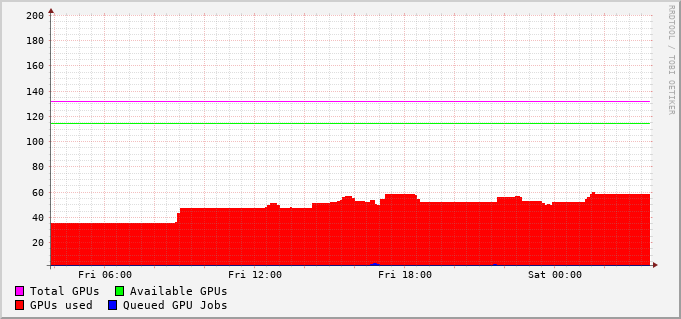 200
180
160
140
120
100
80
60
40
20
Fri 06:00 Fri 12:00 Fri 18:00 Sat 00:00
Total GPUs Available GPUs
GPUs used Queued GPU Jobs
RRDTOOL / TOBI OETIKER